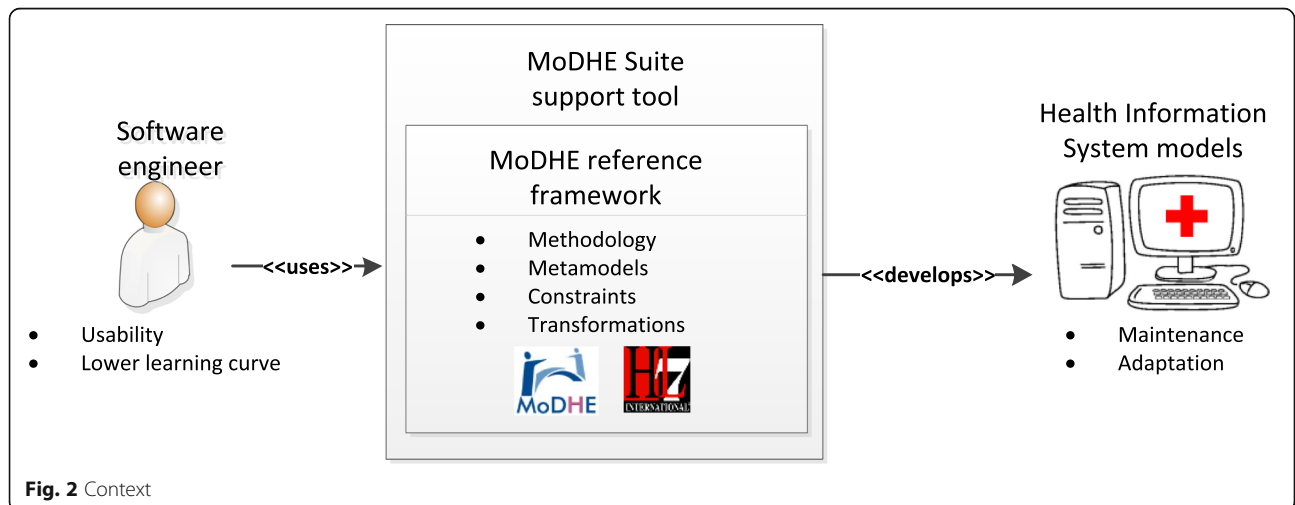 Software
engineer
• Usability
• Lower learning curve
<<uses>>
MoDHE Suite
support tool
MoDHE reference
framework
• Methodology
• Metamodels
• Constraints
• Transformations
MoDHE
HL7
INTERNATIONAL
<<develops>>
Health Information
System models
• Maintenance
• Adaptation
Fig. 2 Context